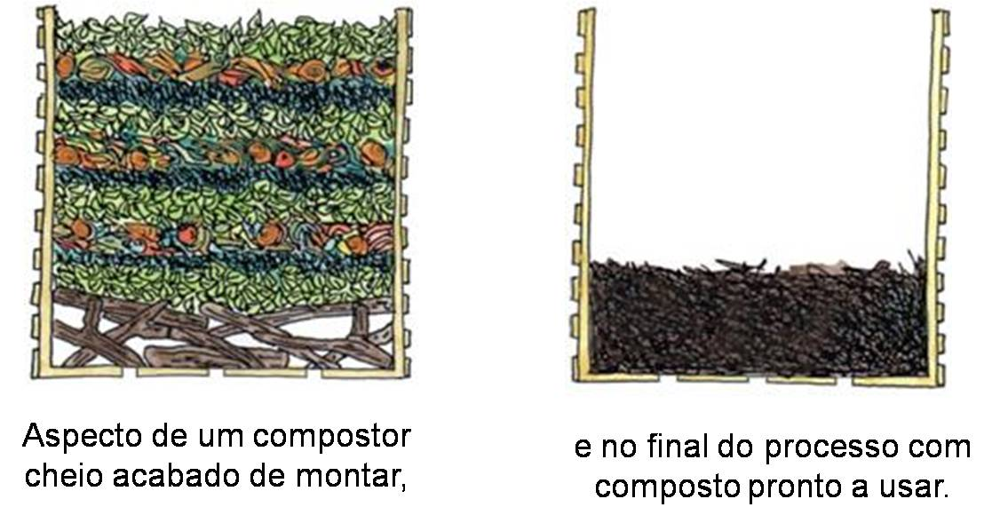 Aspecto de um compostor
cheio acabado de montar,
e no final do processo com
composto pronto a usar.